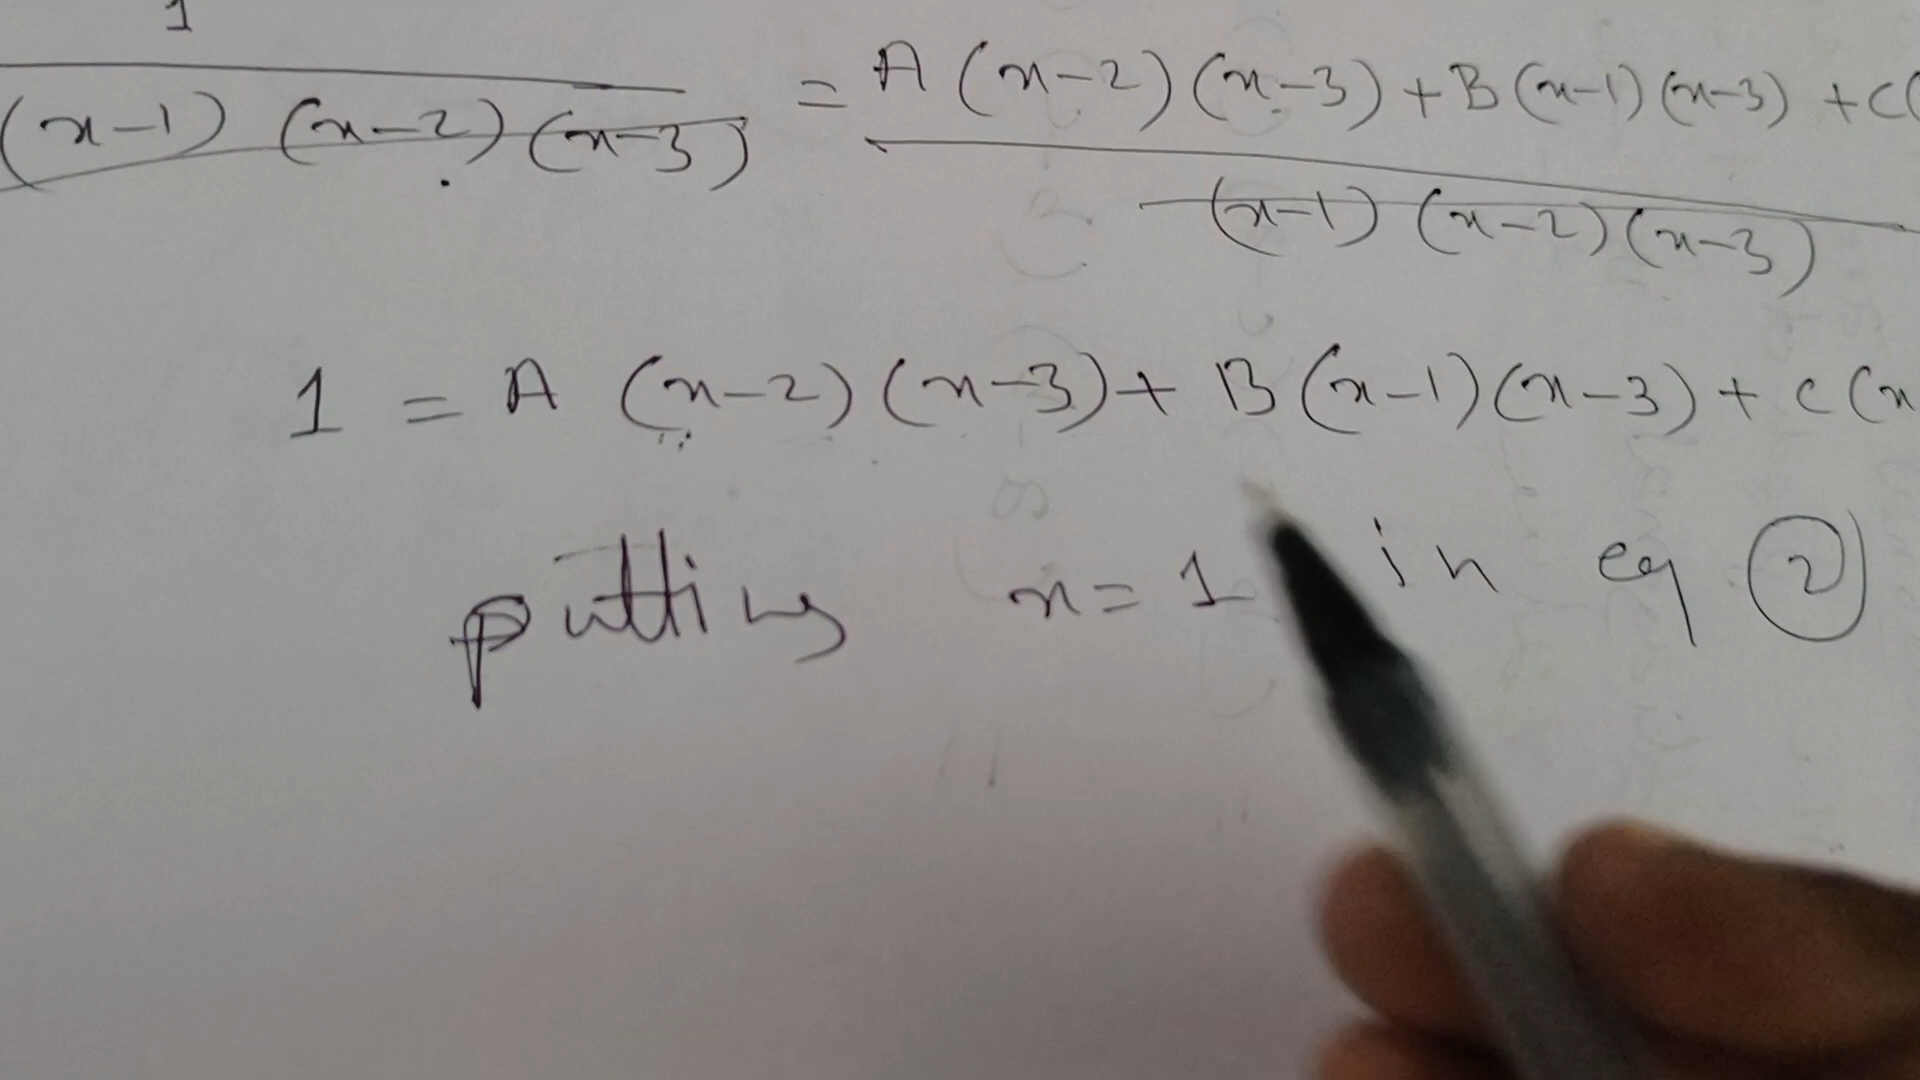 1
= A (x-2) (x-3) + B (x-1) (x-3) + C(
(x-1) (x-2) (x-3)
(x-1) (x-2) (x-3)
1 = A (x-2) (x-3) + B (x-1) (x-3) + C (x
putting x = 1 in eq 2